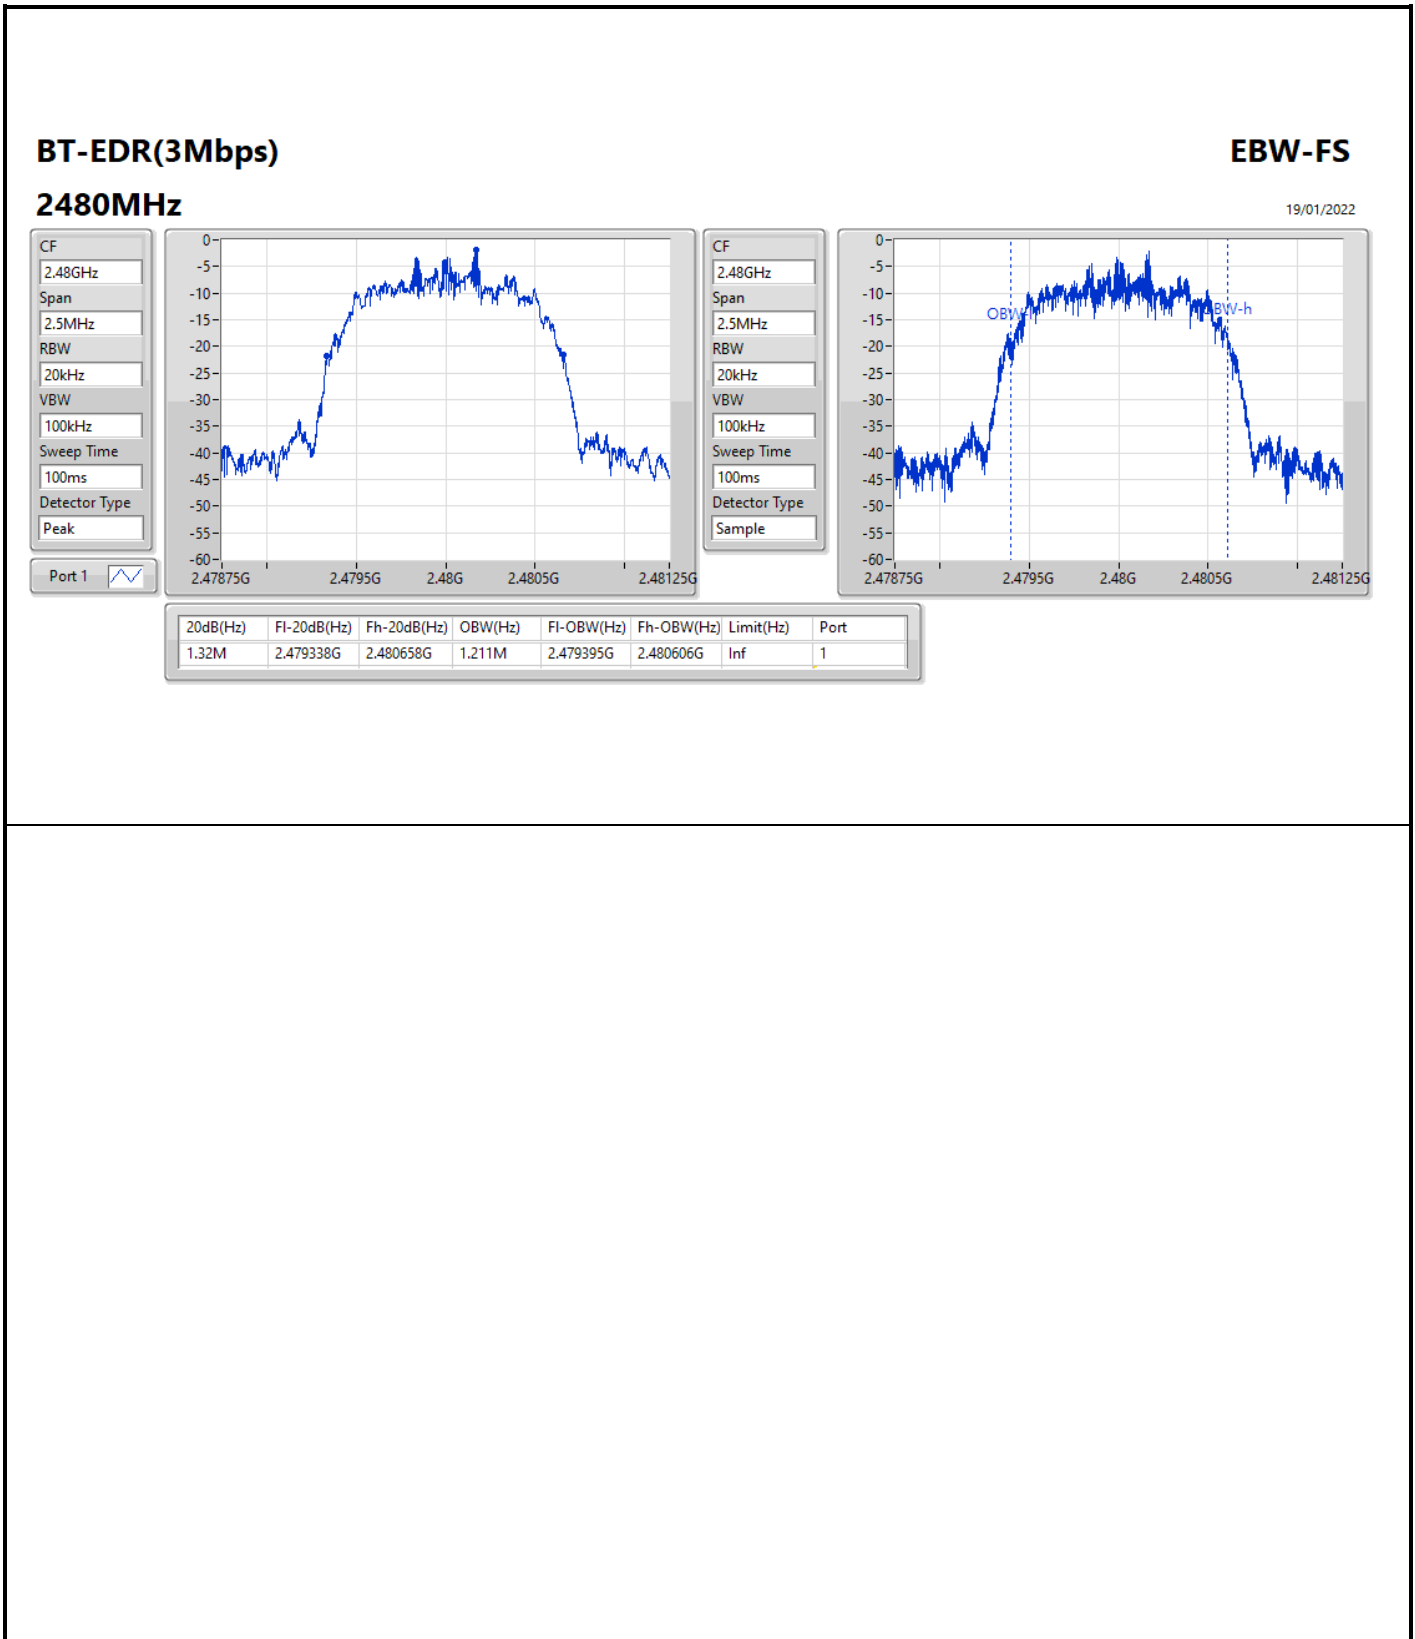 BT-EDR(3Mbps)
EBW-FS
2480MHz
19/01/2022
CF
2.48GHz
Span
2.5MHz
RBW
20kHz
VBW
100kHz
Sweep Time
100ms
Detector Type
Peak
Port 1
0
-5
-10
-15
-20
-25
-30
-35
-40
-45
-50
-55
-60
2.47875G 2.4795G 2.48G 2.4805G 2.48125G
CF
2.48GHz
Span
2.5MHz
RBW
20kHz
VBW
100kHz
Sweep Time
100ms
Detector Type
Sample
0
-5
-10
-15
-20
-25
-30
-35
-40
-45
-50
-55
-60
2.47875G 2.4795G 2.48G 2.4805G 2.48125G
20dB(Hz) Fl-20dB(Hz) Fh-20dB(Hz) OBW(Hz) Fl-OBW(Hz) Fh-OBW(Hz) Limit(Hz) Port
1.32M 2.479338G 2.480658G 1.211M 2.479395G 2.480606G Inf 1